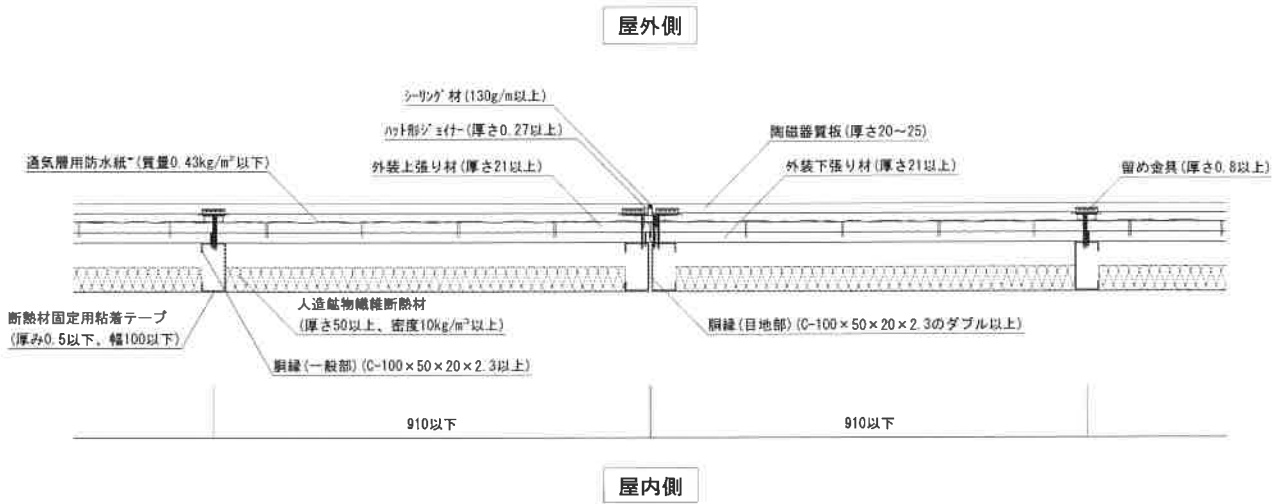 屋外側
シーリング材(130g/m以上)
ハット形ジョイナー(厚さ0.27以上)
陶磁器質板(厚さ20~25)
通気層用防水紙*(質量0.43kg/m²以下)
外装上張り材(厚さ21以上)
外装下張り材(厚さ21以上)
留め金具(厚さ0.8以上)
断熱材固定用粘着テープ
(厚み0.5以下、幅100以下)
人造鉱物繊維断熱材
(厚さ50以上、密度10kg/m³以上)
胴縁(目地部)(C-100×50×20×2.3のダブル以上)
胴縁(一般部)(C-100×50×20×2.3以上)
910以下
910以下
屋内側